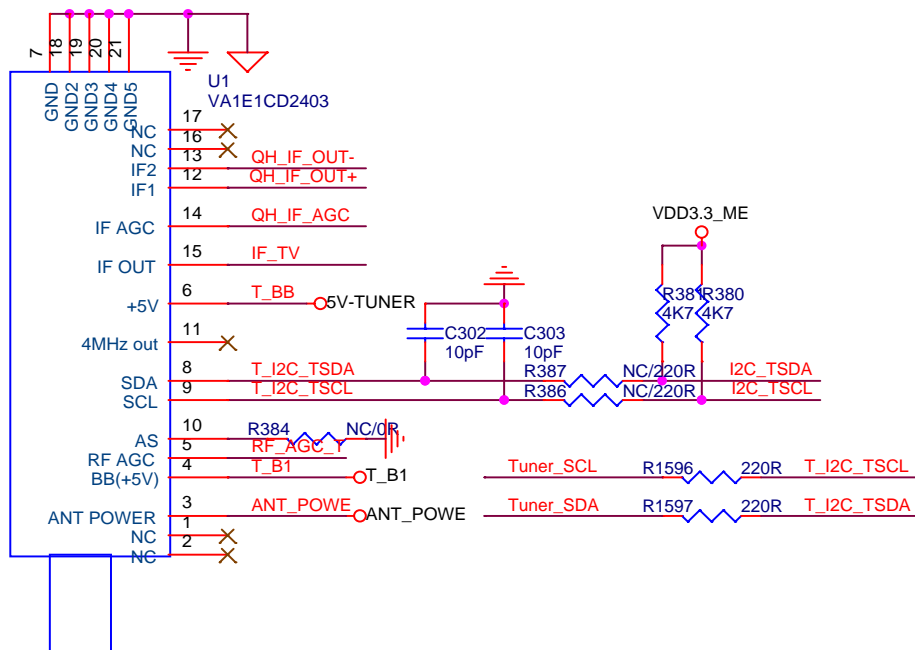 7
18
19
20
21
GND
GND2
GND3
GND4
GND5
U1
VA1E1CD2403
NC 17
NC 16
IF2 13 QH_IF_OUT-
IF1 12 QH_IF_OUT+
IF AGC 14 QH_IF_AGC
VDD3.3_ME
IF OUT 15 IF_TV
+5V 6 T_BB 5V-TUNER
R381 R380
4K7 4K7
4MHz out 11
C302 C303
10pF 10pF
SDA 8 T_I2C_TSDA R387 NC/220R I2C_TSDA
SCL 9 T_I2C_TSCL R386 NC/220R I2C_TSCL
AS 10 R384 NC/0R
RF AGC 5 RF_AGC_T
BB(+5V) 4 T_B1 T_B1 Tuner_SCL R1596 220R T_I2C_TSCL
ANT POWER 3 ANT_POWE ANT_POWE Tuner_SDA R1597 220R T_I2C_TSDA
NC 1
NC 2